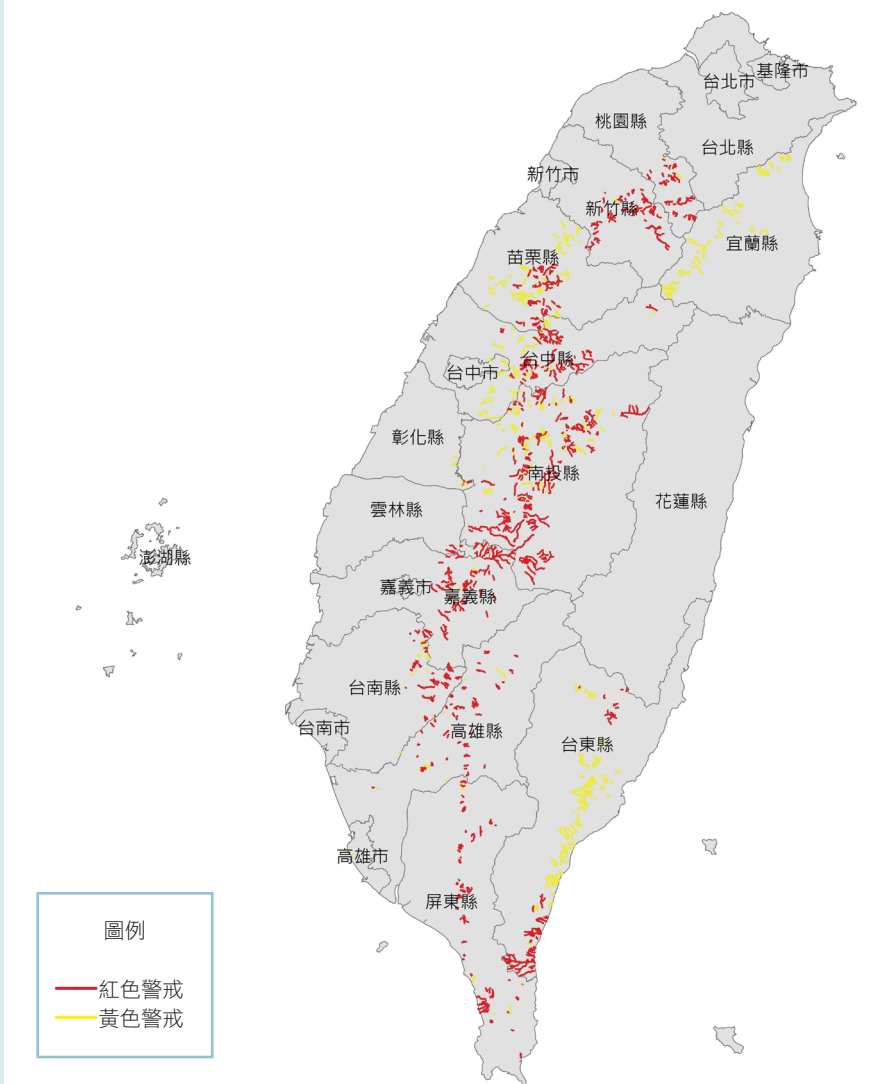 基隆市
台北市
桃園縣
台北縣
新竹市
新竹縣
宜蘭縣
苗栗縣
台中縣
台中市
彰化縣
南投縣
花蓮縣
雲林縣
澎湖縣
嘉義市
嘉義縣
台南縣
台南市
高雄縣
台東縣
高雄市
屏東縣
圖例
紅色警戒
黃色警戒